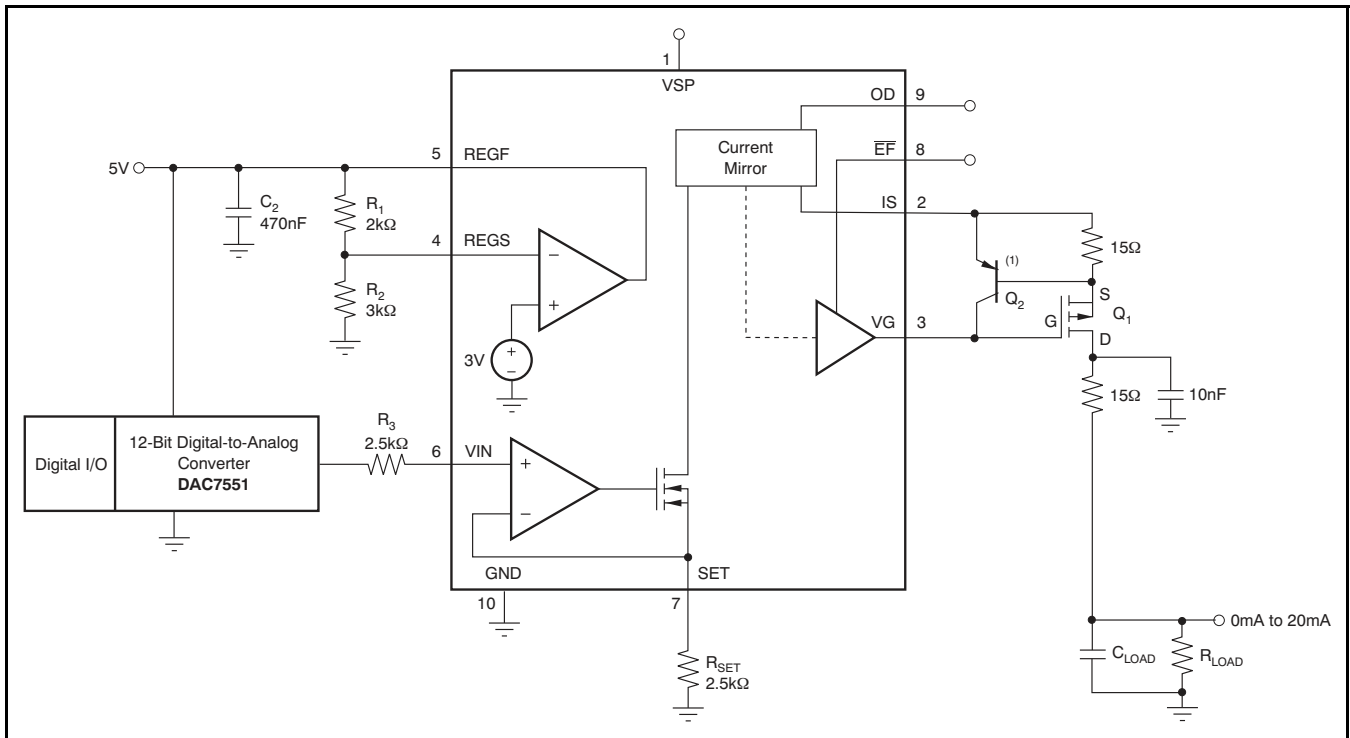 1
VSP
OD 9
Current
Mirror
EF 8
5V
5 REGF
IS 2
C2
470nF
R1
2kΩ
15Ω
4 REGS
(1)
Q2
S
Q1
G
D
R2
3kΩ
−
+
VG 3
3V
+
−
15Ω
10nF
Digital I/O
12-Bit Digital-to-Analog
Converter
DAC7551
R3
2.5kΩ
6 VIN
+
−
GND
SET
10
7
0mA to 20mA
CLOAD
RLOAD
RSET
2.5kΩ